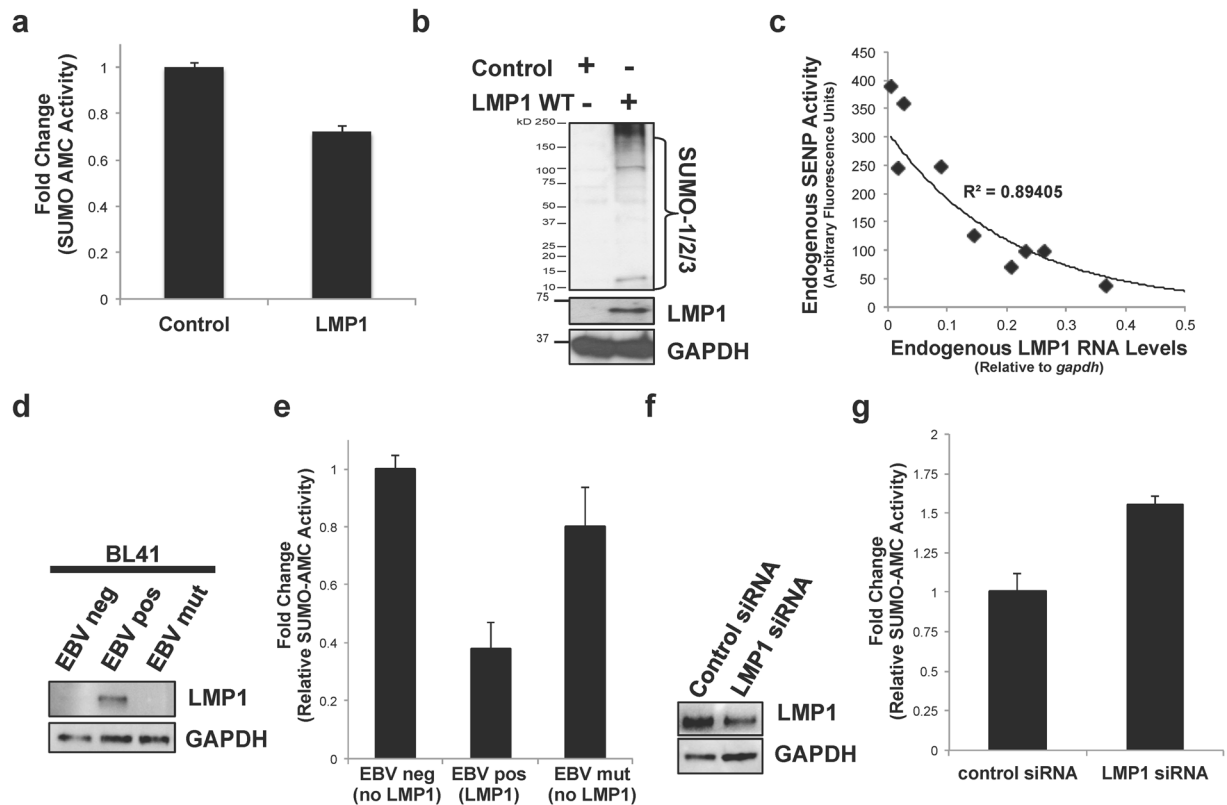 a
Fold Change
(SUMO AMC Activity)
1
0.8
0.6
0.4
0.2
0
Control
LMP1
b
Control + -
LMP1 WT - +
kD 250
150
100
75
50
37
25
20
15
10
SUMO-1/2/3
75
LMP1
37
GAPDH
c
Endogenous SENP Activity
(Arbitrary Fluorescence Units)
450
400
350
300
250
200
150
100
50
0
R² = 0.89405
0 0.1 0.2 0.3 0.4 0.5
Endogenous LMP1 RNA Levels
(Relative to gapdh)
d
BL41
EBV neg
EBV pos
EBV mut
LMP1
GAPDH
e
Fold Change
(Relative SUMO-AMC Activity)
1
0.8
0.6
0.4
0.2
0
EBV neg
(no LMP1)
EBV pos
(LMP1)
EBV mut
(no LMP1)
f
Control siRNA
LMP1 siRNA
LMP1
GAPDH
g
Fold Change
(Relative SUMO-AMC Activity)
2
1.75
1.5
1.25
1
0.75
0.5
0.25
0
control siRNA
LMP1 siRNA